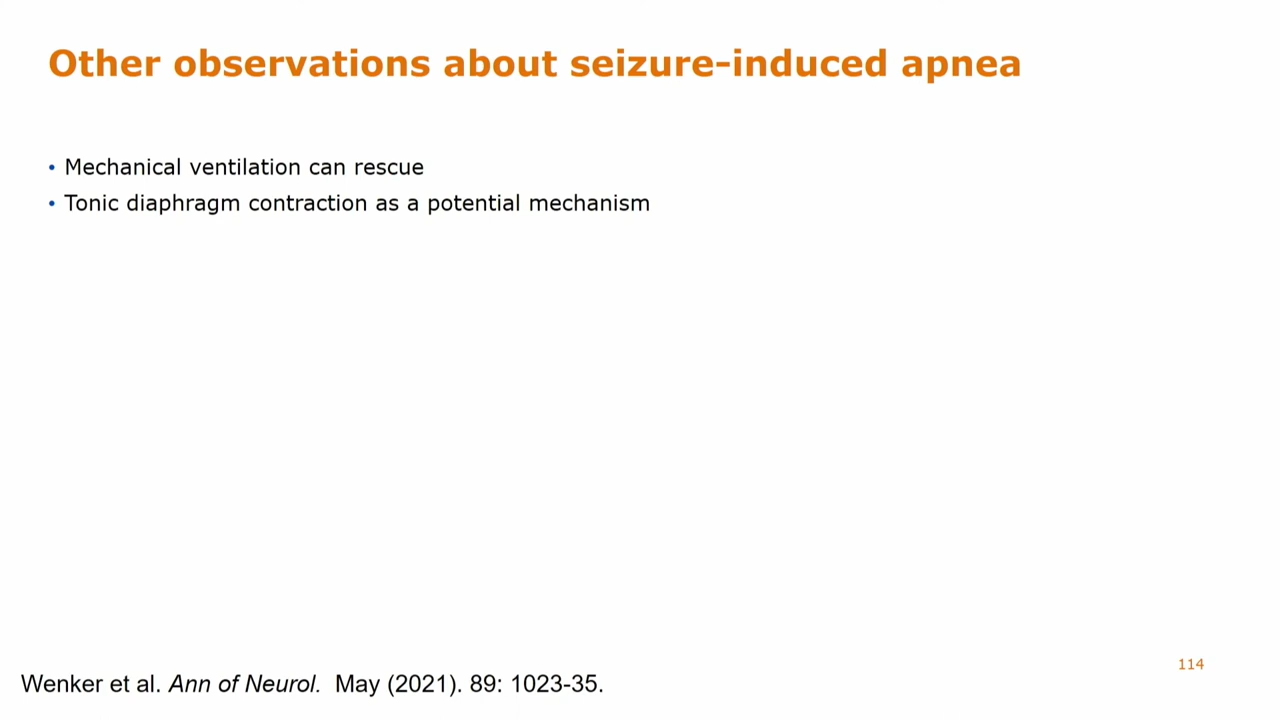 Other observations about seizure-induced apnea
• Mechanical ventilation can rescue
• Tonic diaphragm contraction as a potential mechanism
114
Wenker et al. Ann of Neurol.  May (2021). 89: 1023-35.